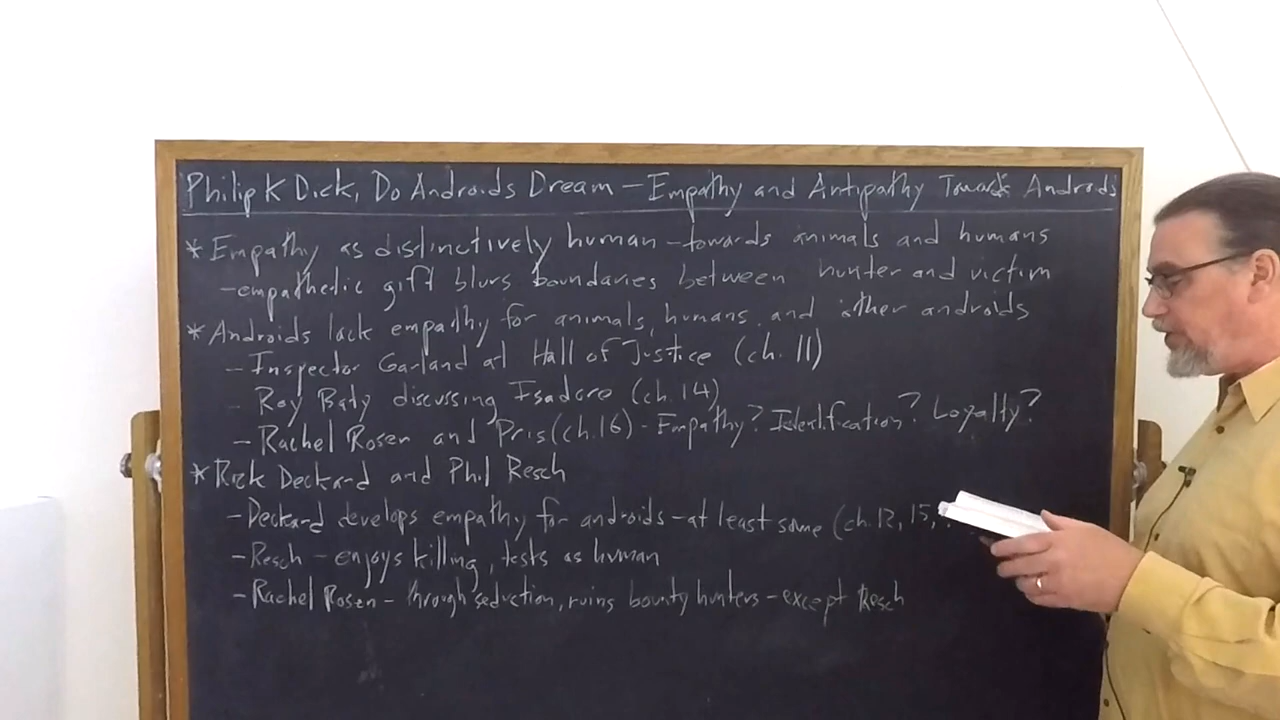 Philip K Dick, Do Androids Dream - Empathy and Antipathy Towards Androids
* Empathy as distinctively human - towards animals and humans
- empathetic gift blurs boundaries between hunter and victim
* Androids lack empathy for animals, humans, and other androids
- Inspector Garland at Hall of Justice (ch. 11)
- Roy Baty discussing Isadore (ch. 14)
- Rachel Rosen and Pris (ch. 16) - Empathy? Identification? Loyalty?
* Rick Deckard and Phil Resch
- Deckard develops empathy for androids - at least some (ch. 12, 15,
- Resch - enjoys killing, tests as human
- Rachel Rosen - through seduction, ruins bounty hunters - except Resch